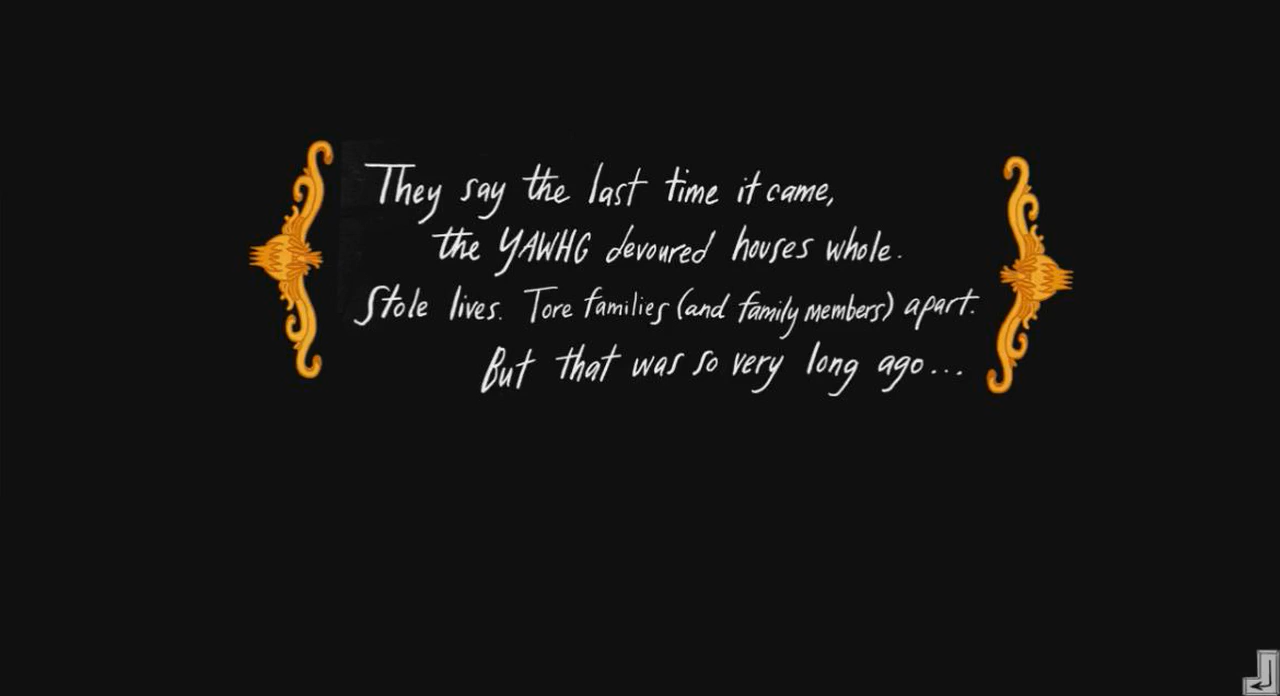 They say the last time it came,
the YAWHG devoured houses whole.
Stole lives. Tore families (and family members) apart.
But that was so very long ago...